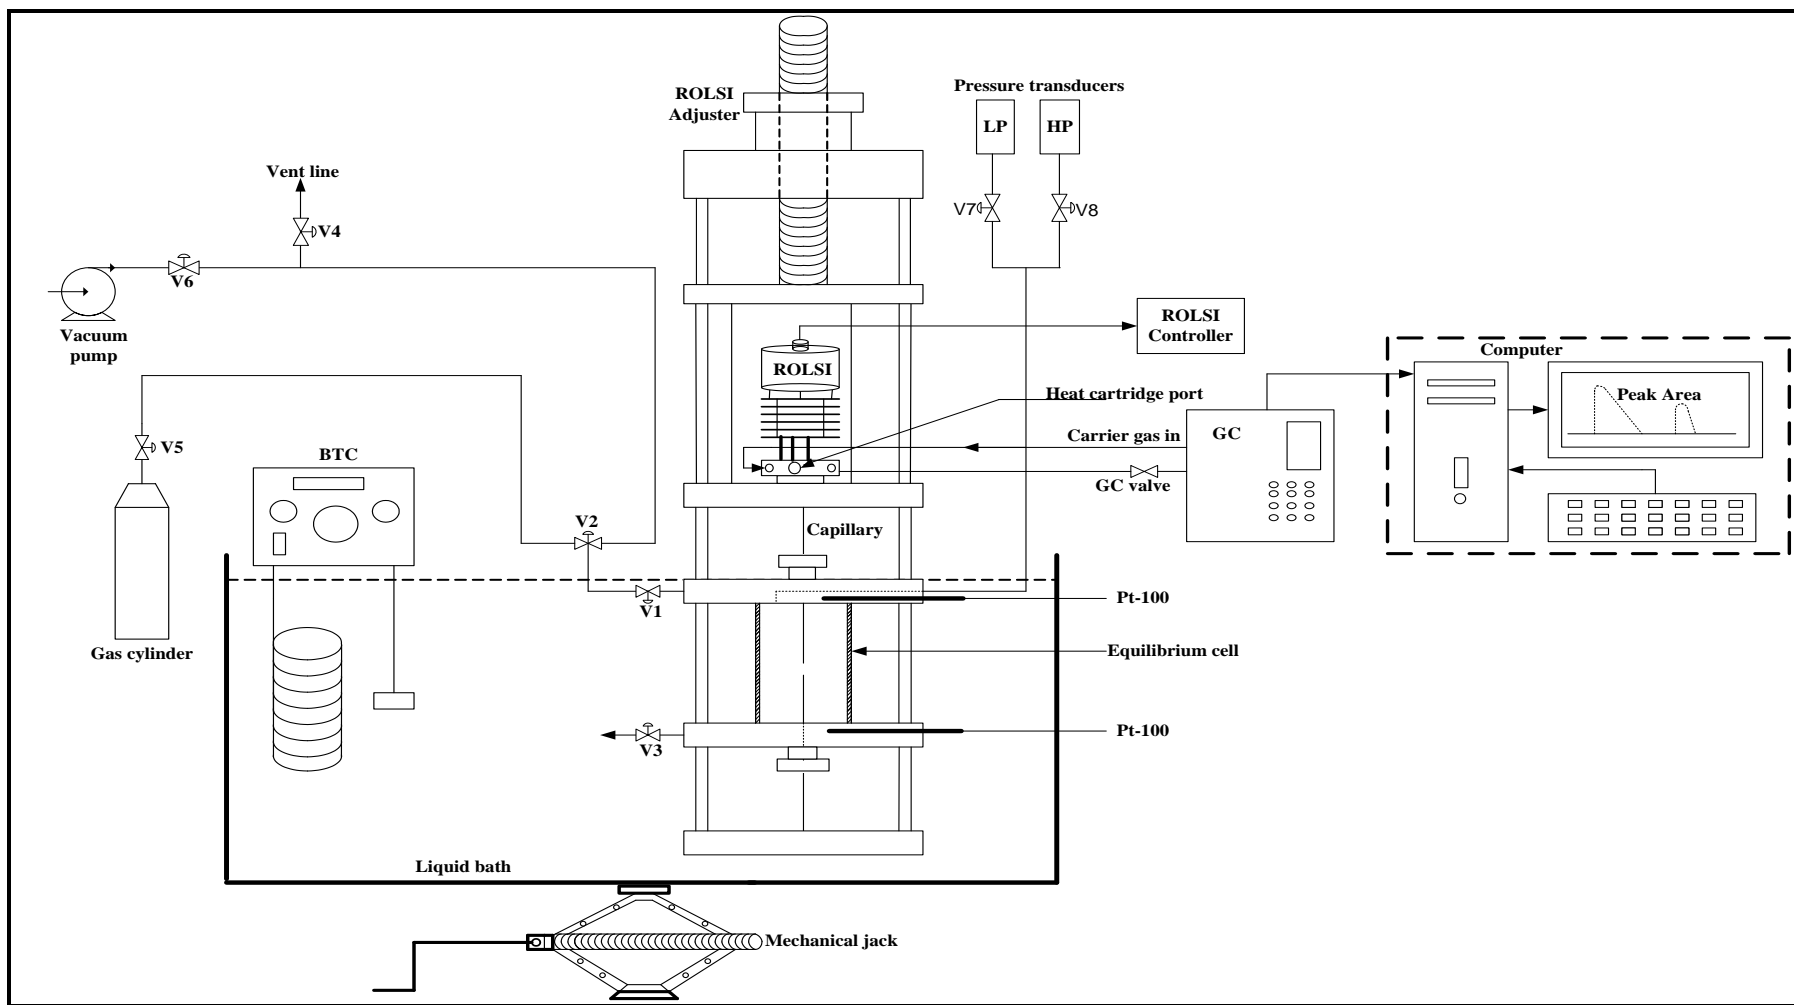 Pressure transducers
ROLSI
Adjuster
LP
HP
Vent line
V7
V8
V4
V6
Vacuum
pump
ROLSI
Controller
Computer
ROLSI
Heat cartridge port
Peak Area
Carrier gas in
GC
V5
BTC
GC valve
V2
Capillary
V1
Pt-100
Gas cylinder
Equilibrium cell
Pt-100
V3
Liquid bath
Mechanical jack